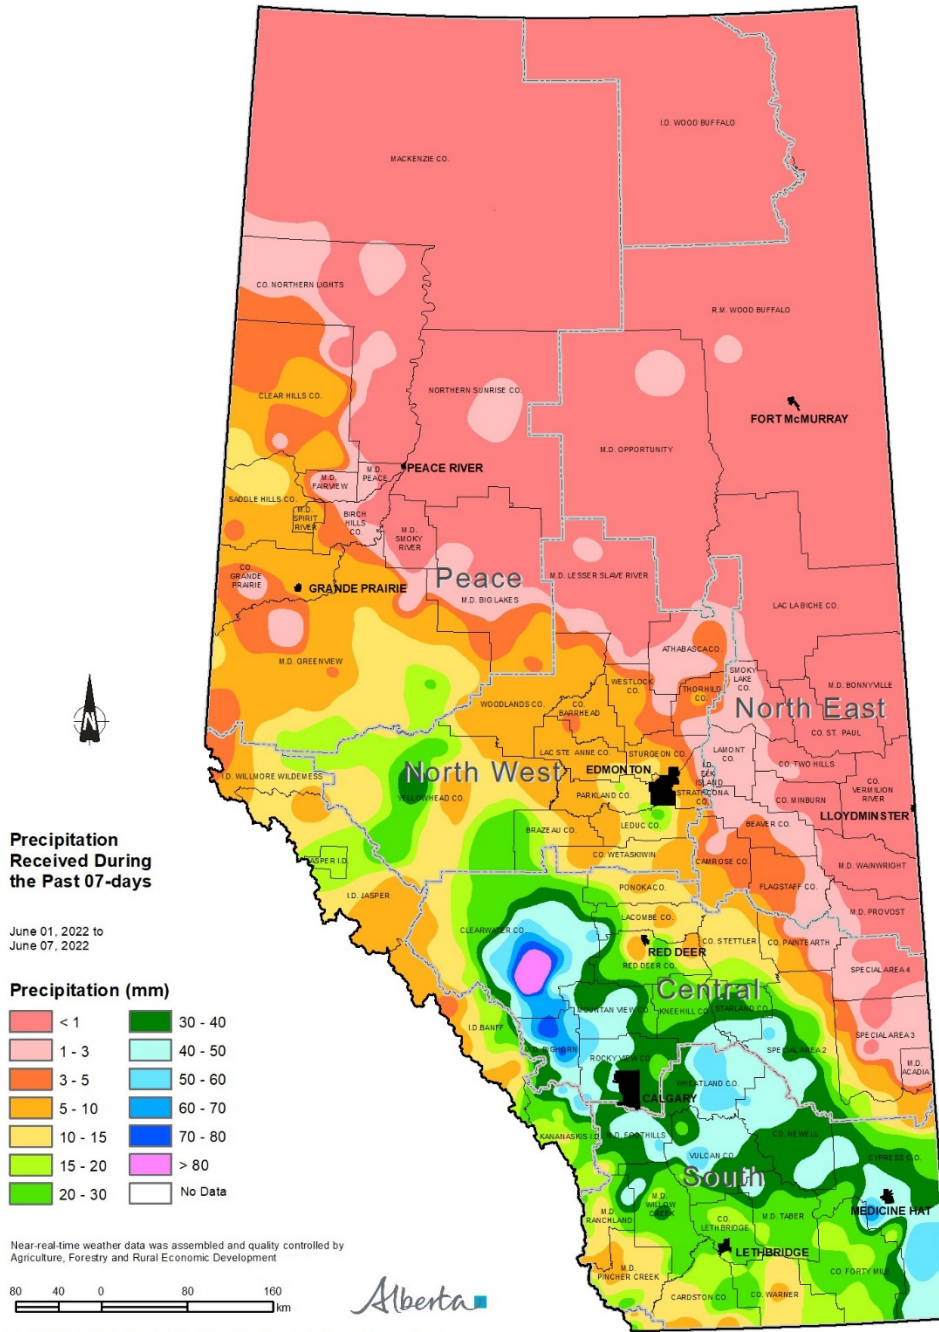 I.D. WOOD BUFFALO
MACKENZIE CO.
CO. NORTHERN LIGHTS
R.M. WOOD BUFFALO
NORTHERN SUNRISE CO.
CLEAR HILLS CO.
FORT McMURRAY
M.D. OPPORTUNITY
PEACE RIVER
M.D.
PEACE
M.D.
FAIRVIEW
SADDLE HILLS CO.
M.D.
SPIRIT
RIVER
BIRCH
HILLS
CO.
M.D.
SMOKY
RIVER
CO.
GRANDE
PRAIRIE
GRANDE PRAIRIE
Peace
M.D. LESSER SLAVE RIVER
M.D. BIG LAKES
LAC LA BICHE CO.
ATHABASCA CO.
M.D. GREENVIEW
SMOKY
LAKE
CO.
M.D. BONNYVILLE
WESTLOCK
CO.
THORHILD
CO.
WOODLANDS CO.
CO.
BARRHEAD
North East
CO. ST. PAUL
LAC STE ANNE CO.
STURGEON CO.
LAMONT
CO.
CO. TWO HILLS
North West
EDMONTON
I.D.
ELK
ISLAND
STRATHCONA
CO.
I.D. WILLMORE WILDERNESS
YELLOWHEAD CO.
PARKLAND CO.
CO. MINBURN
CO.
VERMILION
RIVER
LLOYDMINSTER
LEDUC CO.
BRAZEAU CO.
BEAVER CO.
CO. WETASKIWIN
CAMROSE CO.
M.D. WAINWRIGHT
JASPER I.D.
I.D. JASPER
PONOKA CO.
FLAGSTAFF CO.
M.D. PROVOST
LACOMBE CO.
CLEARWATER CO.
CO. STETTLER
CO. PAINTEARTH
RED DEER
RED DEER CO.
SPECIAL AREA 4
Central
MOUNTAIN VIEW CO.
KNEEHILL CO.
STARLAND CO.
I.D. BANFF
SPECIAL AREA 3
M.D. BIGHORN
SPECIAL AREA 2
ROCKY VIEW CO.
M.D.
ACADIA
WHEATLAND CO.
CALGARY
KANANASKIS I.D.
M.D. FOOTHILLS
CO. NEWELL
VULCAN CO.
CYPRESS CO.
South
M.D.
WILLOW
CREEK
M.D.
RANCHLAND
M.D. TABER
MEDICINE HAT
CO.
LETHBRIDGE
LETHBRIDGE
M.D.
PINCHER CREEK
CO. FORTY MILE
CARDSTON CO.
CO. WARNER
N
Precipitation
Received During
the Past 07-days
June 01, 2022 to
June 07, 2022
Precipitation (mm)
< 1
1 - 3
3 - 5
5 - 10
10 - 15
15 - 20
20 - 30
30 - 40
40 - 50
50 - 60
60 - 70
70 - 80
> 80
No Data
Near-real-time weather data was assembled and quality controlled by
Agriculture, Forestry and Rural Economic Development
80 40 0 80 160
km
Alberta